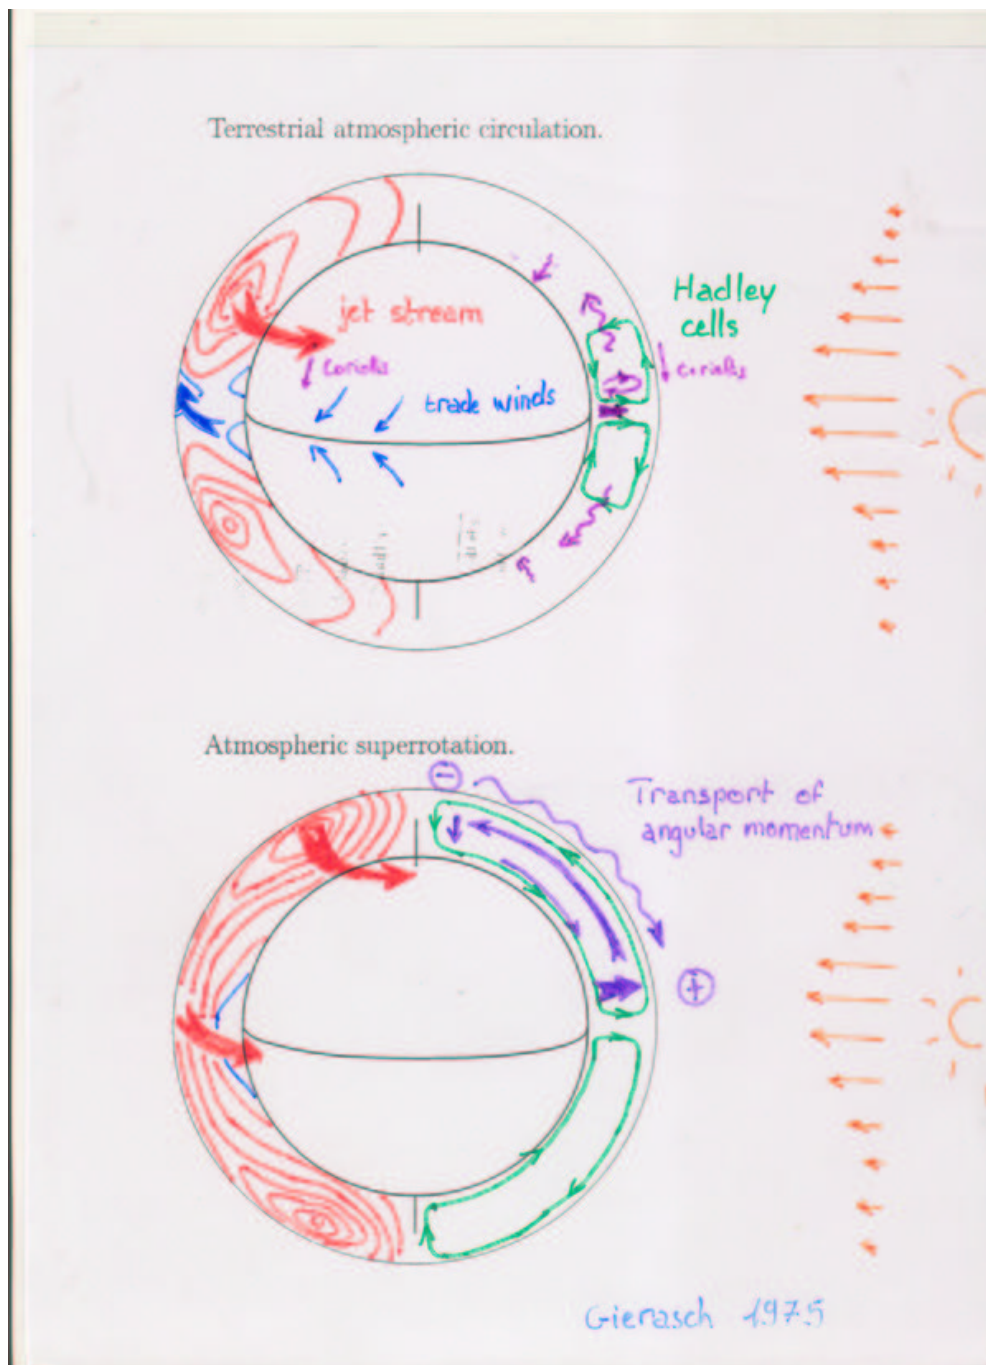 Terrestrial atmospheric circulation.
Hadley
cells
jet stream
coriolis
coriolis
trade winds
Atmospheric superrotation.
−
Transport of
angular momentum
+
Gierasch 1975